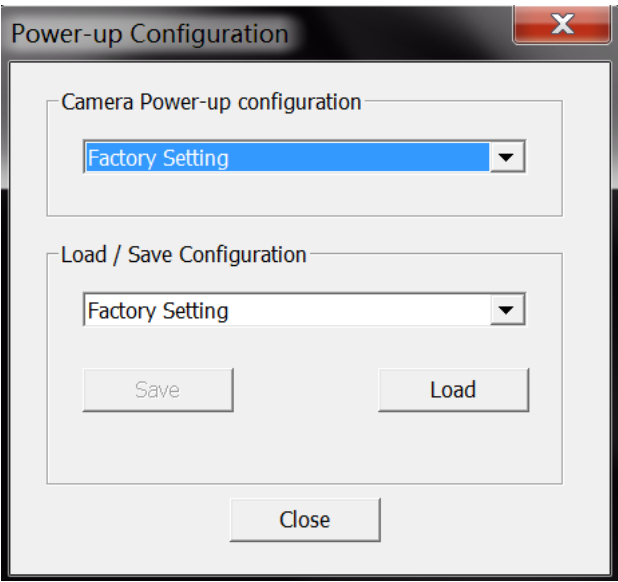 Power-up Configuration
Camera Power-up configuration
Factory Setting
Load / Save Configuration
Factory Setting
Save Load
Close